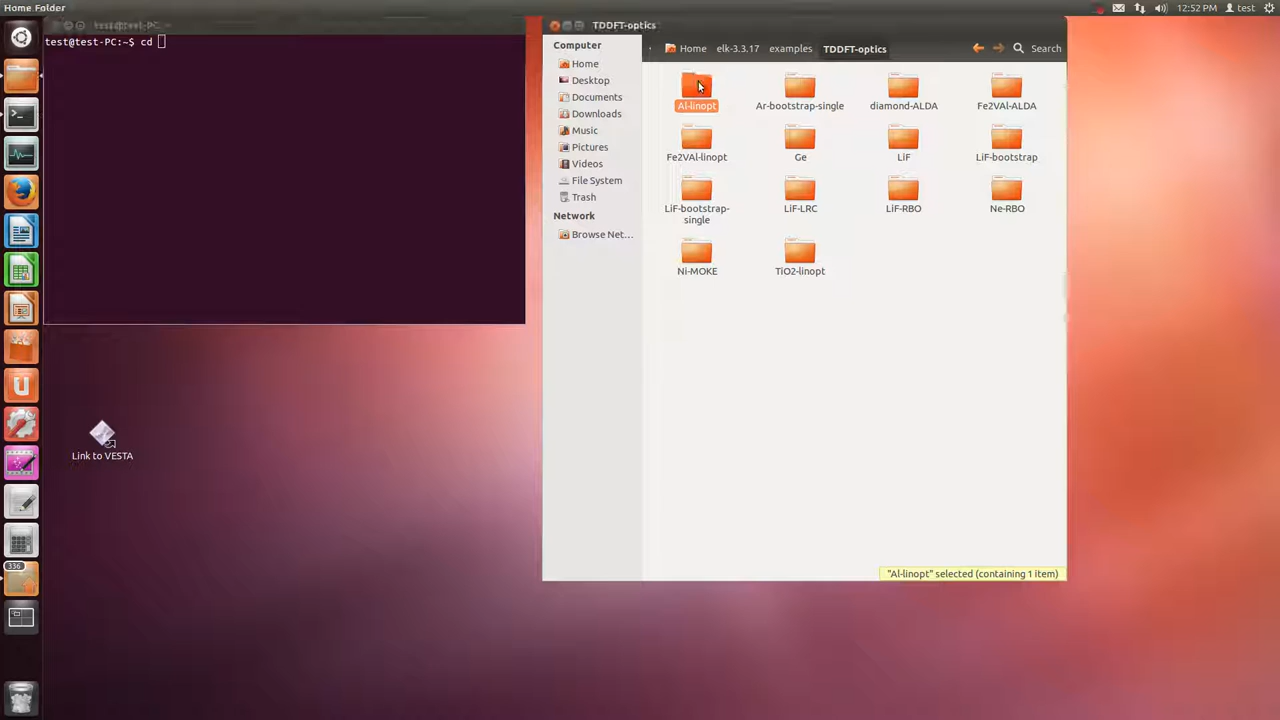 Home Folder
12:52 PM
test
test@test-PC: ~
test@test-PC:~$ cd
TDDFT-optics
Computer
Home
Desktop
Documents
Downloads
Music
Pictures
Videos
File System
Trash
Network
Browse Net...
Home
elk-3.3.17
examples
TDDFT-optics
Search
Al-linopt
Ar-bootstrap-single
diamond-ALDA
Fe2VAl-ALDA
Fe2VAl-linopt
Ge
LiF
LiF-bootstrap
LiF-bootstrap-
single
LiF-LRC
LiF-RBO
Ne-RBO
Ni-MOKE
TiO2-linopt
"Al-linopt" selected (containing 1 item)
Link to VESTA
336